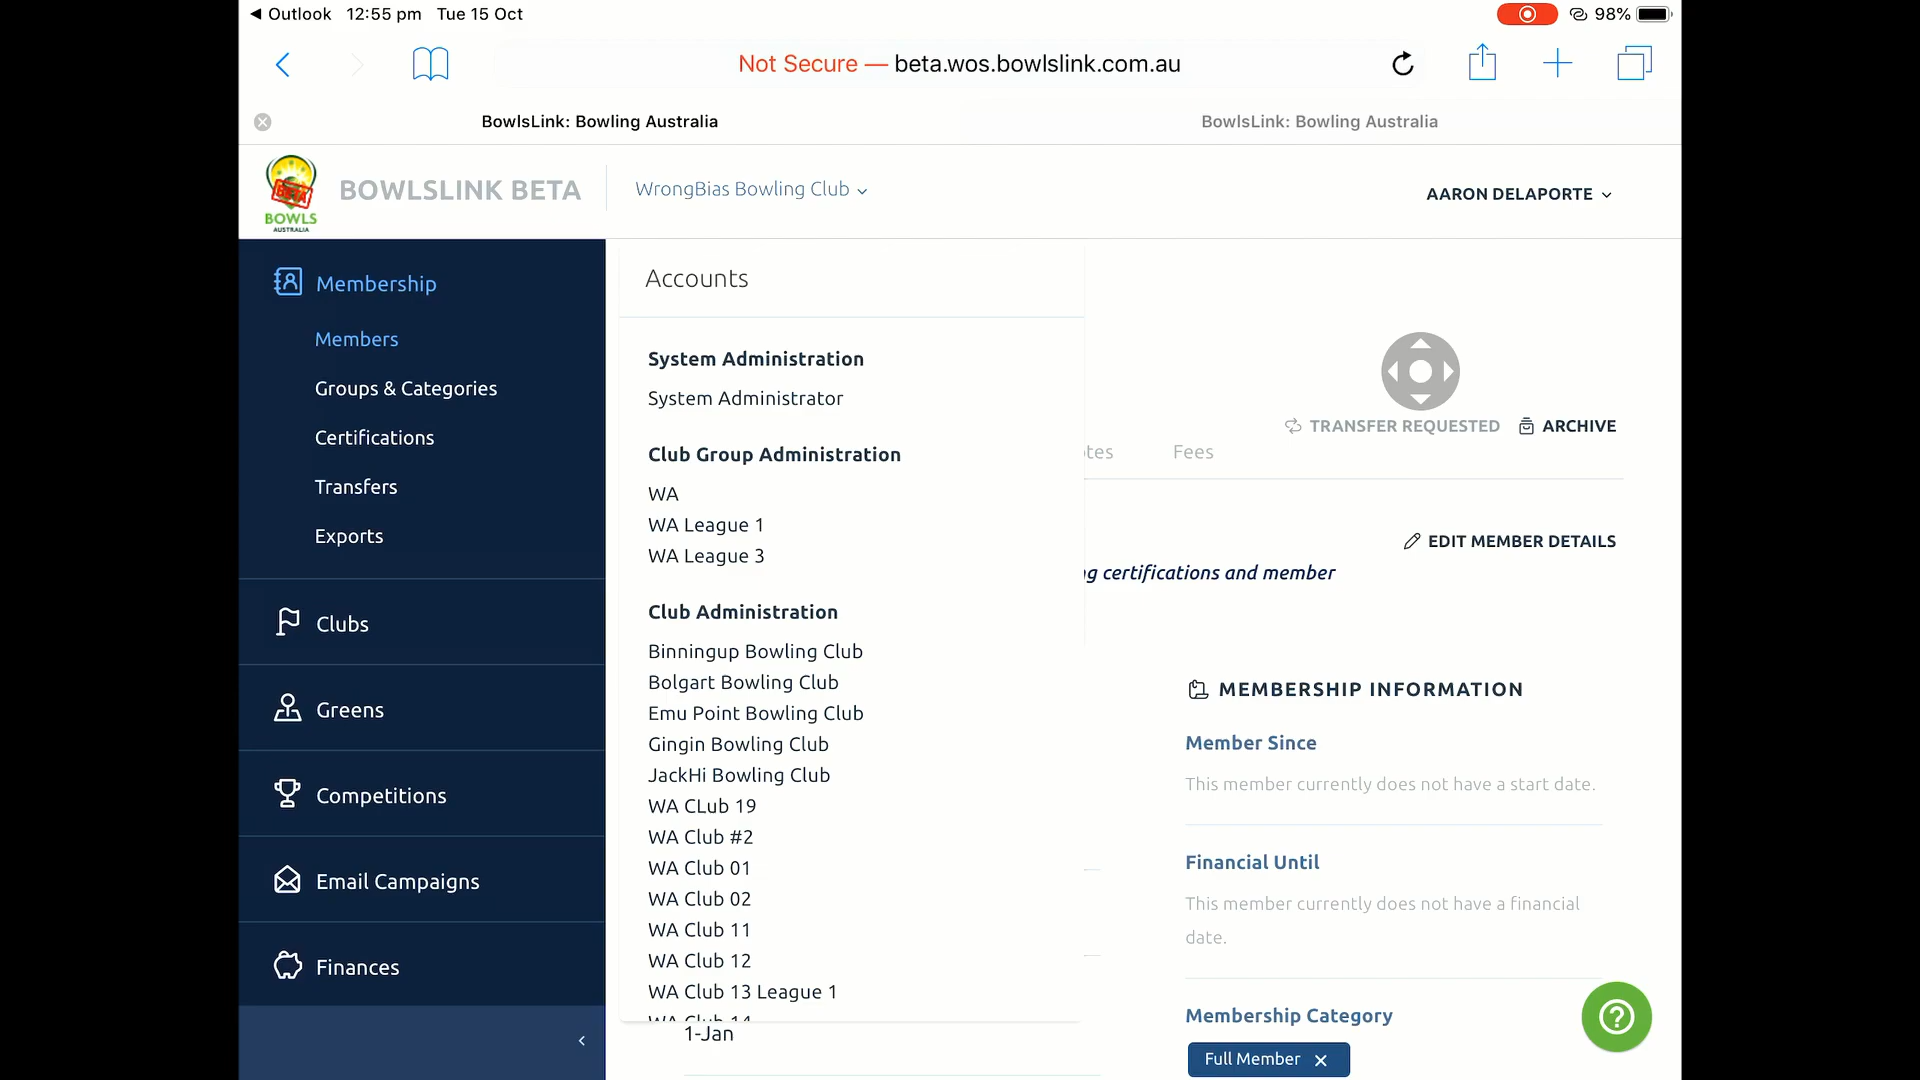 Outlook 12:55 pm Tue 15 Oct
98%
Not Secure — beta.wos.bowlslink.com.au
BowlsLink: Bowling Australia
BowlsLink: Bowling Australia
BETA
BOWLS
AUSTRALIA
BOWLSLINK BETA
WrongBias Bowling Club
AARON DELAPORTE
Membership
Members
Groups & Categories
Certifications
Transfers
Exports
Clubs
Greens
Competitions
Email Campaigns
Finances
Accounts
System Administration
System Administrator
Club Group Administration
WA
WA League 1
WA League 3
Club Administration
Binningup Bowling Club
Bolgart Bowling Club
Emu Point Bowling Club
Gingin Bowling Club
JackHi Bowling Club
WA CLub 19
WA Club #2
WA Club 01
WA Club 02
WA Club 11
WA Club 12
WA Club 13 League 1
WA Club 14
1-Jan
TRANSFER REQUESTED
ARCHIVE
tes
Fees
EDIT MEMBER DETAILS
g certifications and member
MEMBERSHIP INFORMATION
Member Since
This member currently does not have a start date.
Financial Until
This member currently does not have a financial
date.
Membership Category
Full Member